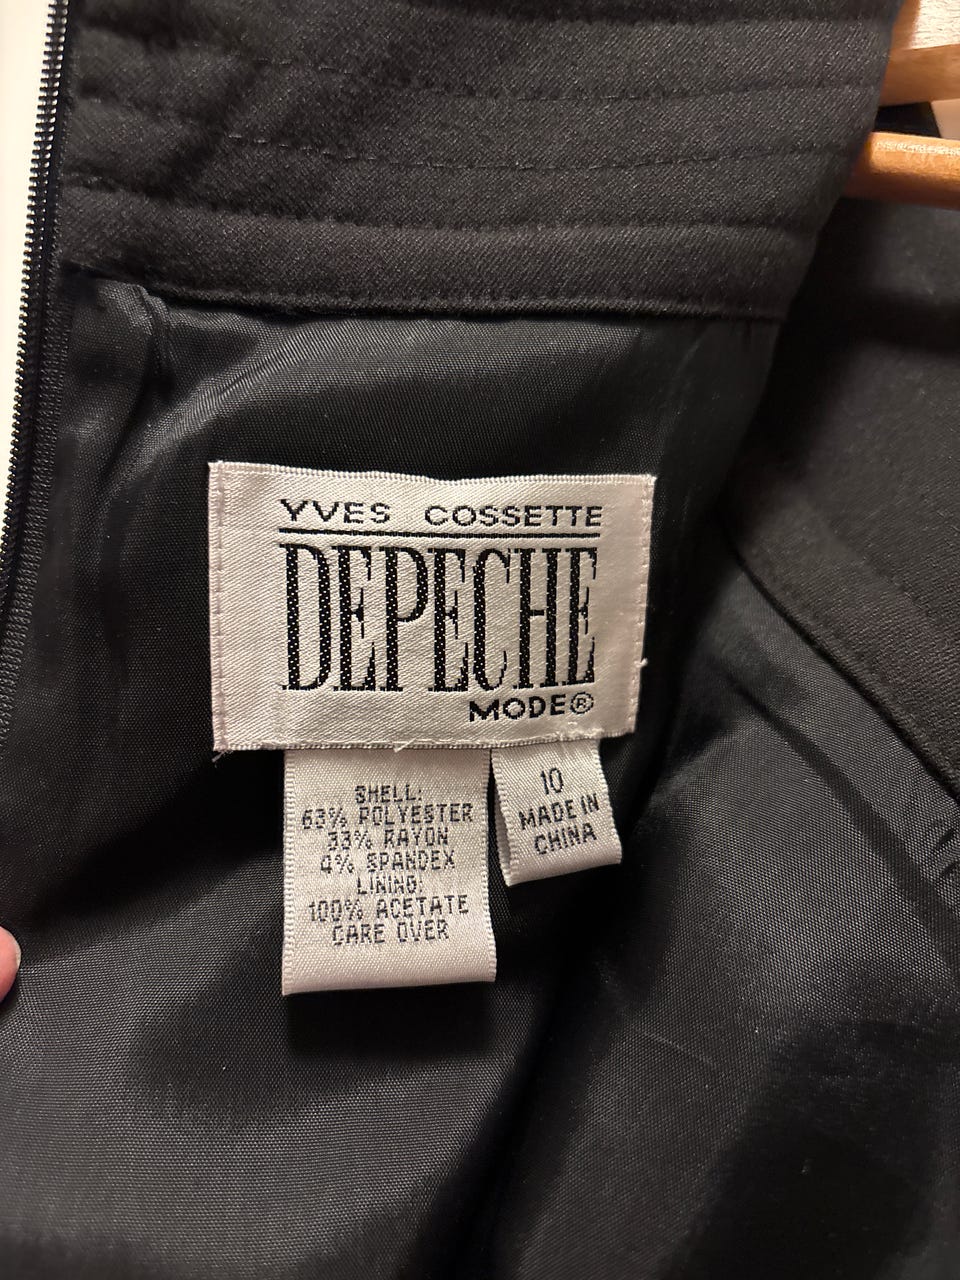 YVES COSSETTE
DEPECHE
MODE®
SHELL:
63% POLYESTER
33% RAYON
4% SPANDEX
LINING:
100% ACETATE
CARE OVER
10
MADE IN
CHINA